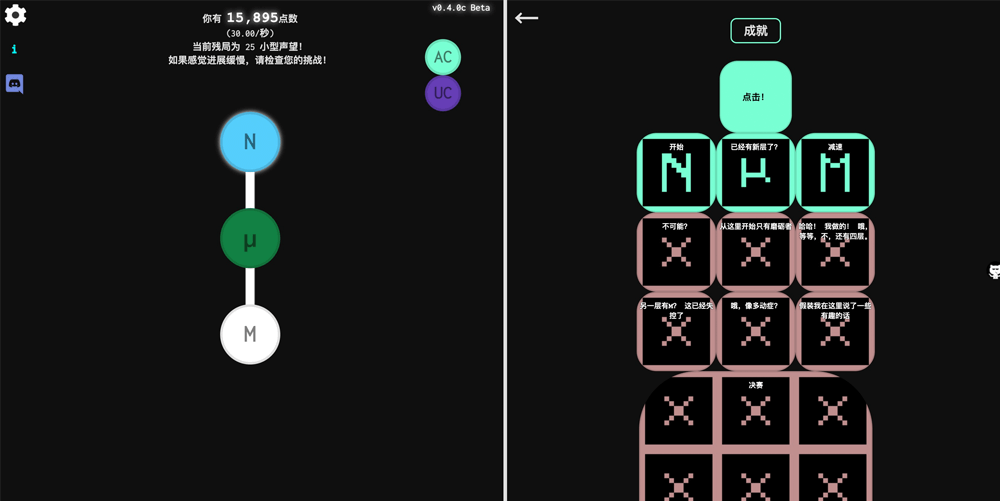 v0.4.0c Beta
你有 15,895点数
(30.00/秒)
当前残局为 25 小型声望!
如果感觉进展缓慢，请检查您的挑战!
i
AC
UC
N
μ
M
成就
点击!
开始
已经有新层了?
减速
N
μ
M
不可能?
从这里开始只有磨砺者
哈哈! 我做的! 哦,
等等, 不, 还有四层。
另一层有M? 这已经失
控了
哦, 像多动症?
假装我在这里说了一些
有趣的话
决赛